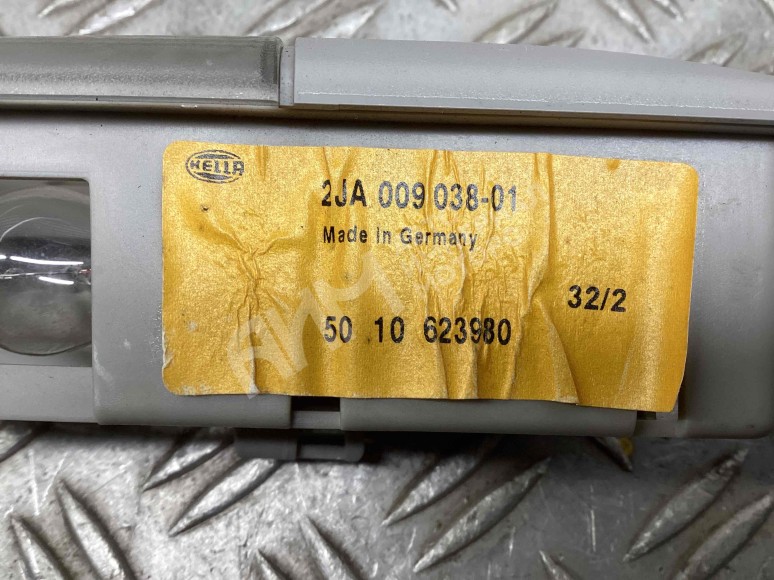 HELLA
2JA 009 038-01
Made in Germany
32/2
50 10 623980